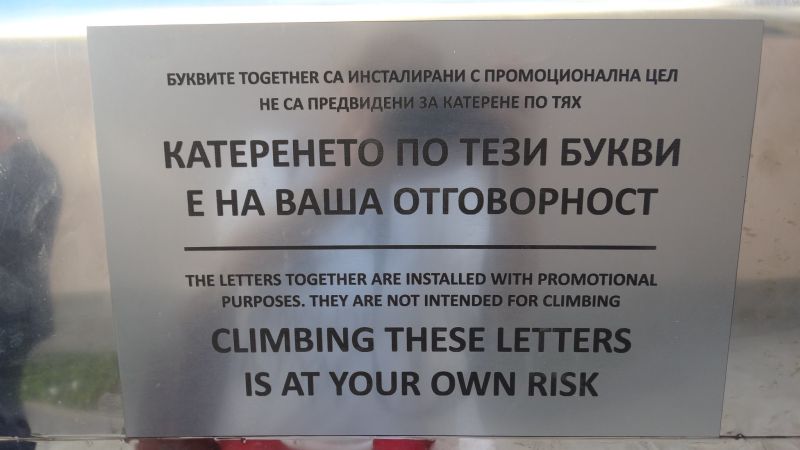 БУКВИТЕ TOGETHER СА ИНСТАЛИРАНИ С ПРОМОЦИОНАЛНА ЦЕЛ
НЕ СА ПРЕДВИДЕНИ ЗА КАТЕРЕНЕ ПО ТЯХ
КАТЕРЕНЕТО ПО ТЕЗИ БУКВИ
Е НА ВАША ОТГОВОРНОСТ
THE LETTERS TOGETHER ARE INSTALLED WITH PROMOTIONAL
PURPOSES. THEY ARE NOT INTENDED FOR CLIMBING
CLIMBING THESE LETTERS
IS AT YOUR OWN RISK